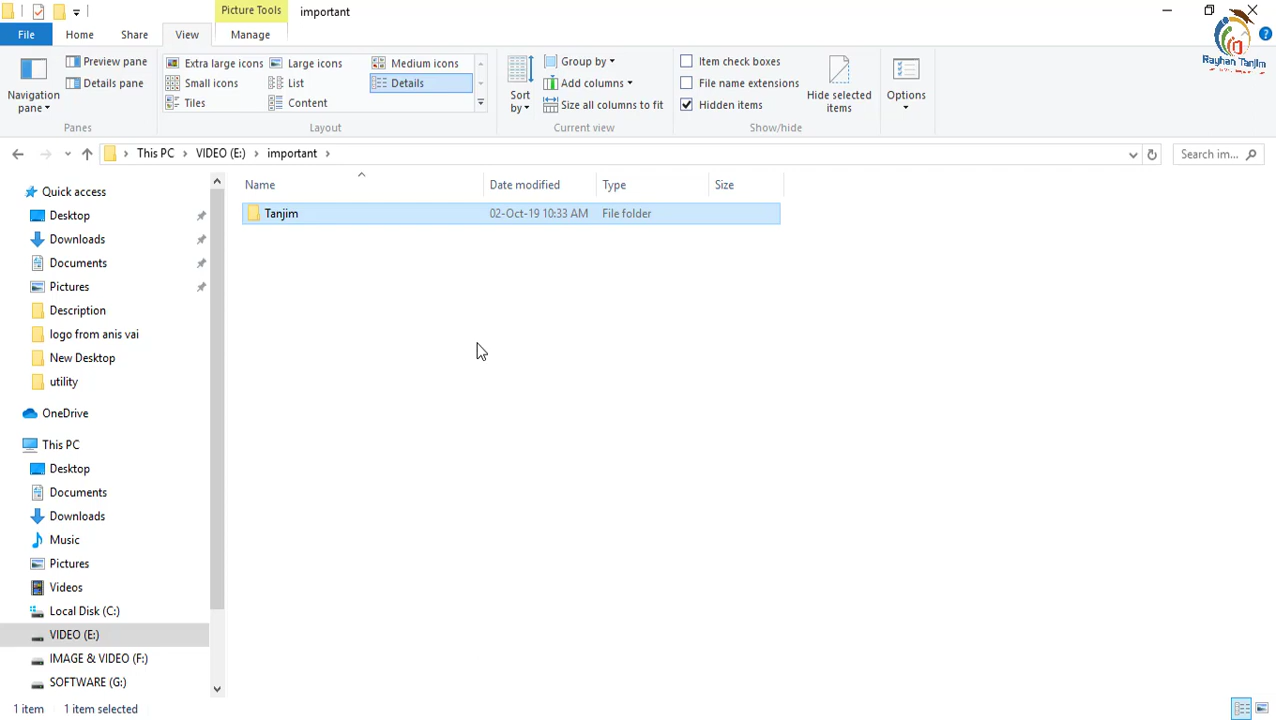 Picture Tools
important
File
Home
Share
View
Manage
Preview pane
Details pane
Navigation
pane
Panes
Extra large icons
Large icons
Medium icons
Small icons
List
Details
Tiles
Content
Layout
Sort
by
Group by
Add columns
Size all columns to fit
Current view
Item check boxes
File name extensions
Hidden items
Hide selected
items
Show/hide
Options
Rayhan Tanjim
This PC
VIDEO (E:)
important
Search im...
Quick access
Desktop
Downloads
Documents
Pictures
Description
logo from anis vai
New Desktop
utility
OneDrive
This PC
Desktop
Documents
Downloads
Music
Pictures
Videos
Local Disk (C:)
VIDEO (E:)
IMAGE & VIDEO (F:)
SOFTWARE (G:)
Name
Date modified
Type
Size
Tanjim
02-Oct-19 10:33 AM
File folder
1 item
1 item selected